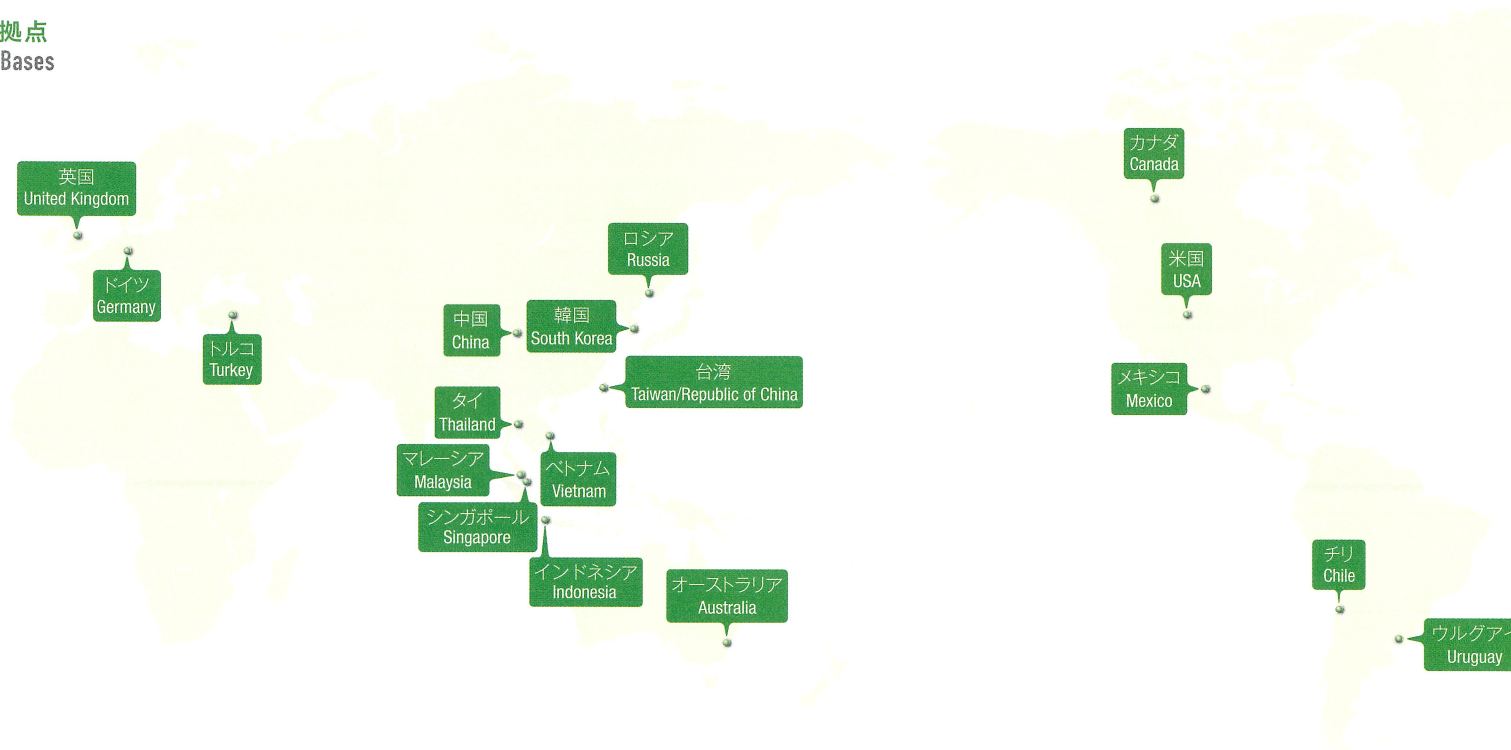 拠点
Bases
英国
United Kingdom
ドイツ
Germany
トルコ
Turkey
ロシア
Russia
中国
China
韓国
South Korea
台湾
Taiwan/Republic of China
タイ
Thailand
マレーシア
Malaysia
ベトナム
Vietnam
シンガポール
Singapore
インドネシア
Indonesia
オーストラリア
Australia
カナダ
Canada
米国
USA
メキシコ
Mexico
チリ
Chile
ウルグア
Uruguay